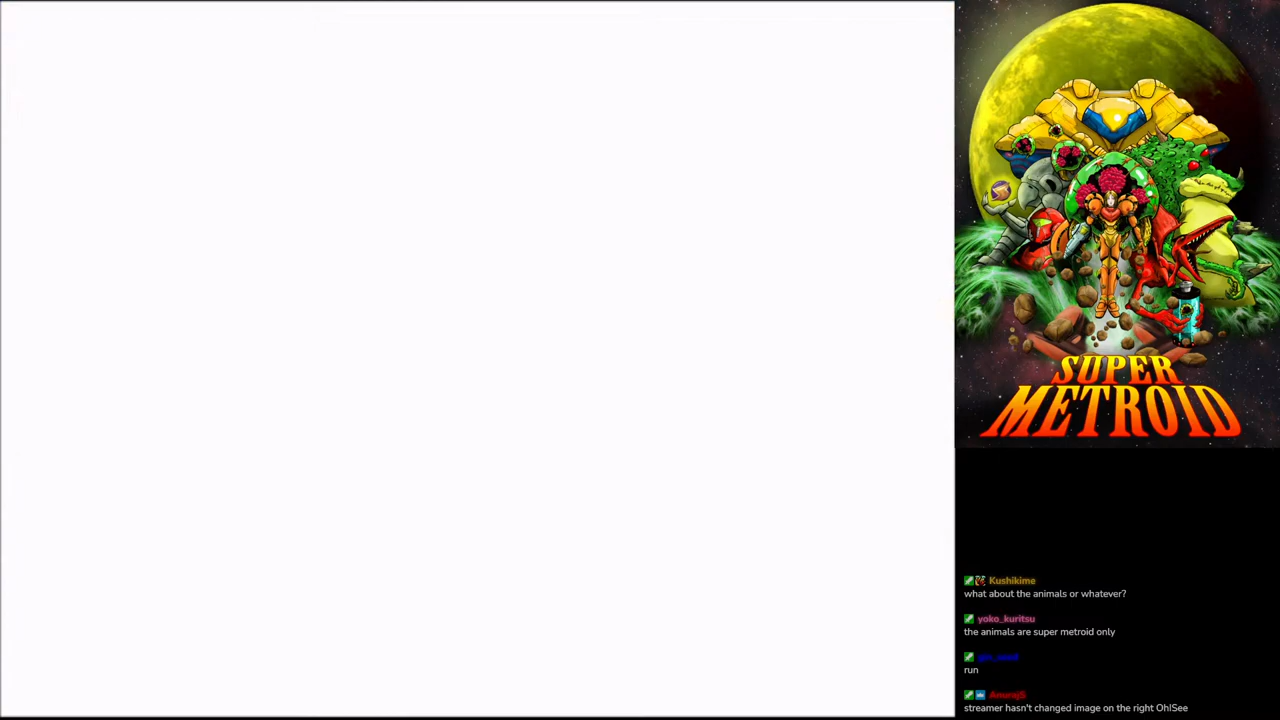 SUPER
METROID
Kushikime
what about the animals or whatever?
yoko_kuritsu
the animals are super metroid only
run
AnurajS
streamer hasn't changed image on the right OhISee